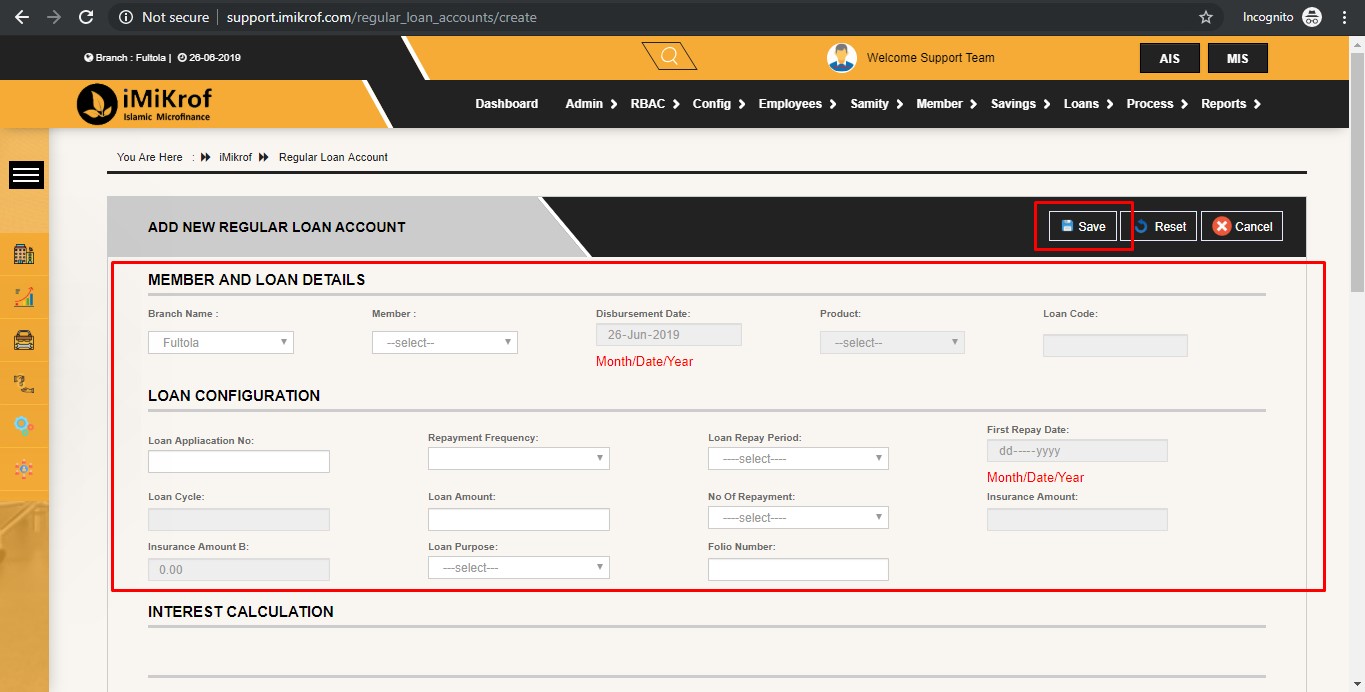 Not secure support.imikrof.com/regular_loan_accounts/create Incognito
Branch : Fultola | 26-06-2019 Welcome Support Team AIS MIS
iMiKrof
Islamic Microfinance
Dashboard Admin RBAC Config Employees Samity Member Savings Loans Process Reports
You Are Here : iMikrof Regular Loan Account
ADD NEW REGULAR LOAN ACCOUNT Save Reset Cancel
MEMBER AND LOAN DETAILS
Branch Name : Member : Disbursement Date: Product: Loan Code:
Fultola --select-- 26-Jun-2019 --select--
Month/Date/Year
LOAN CONFIGURATION
Loan Appliacation No: Repayment Frequency: Loan Repay Period: First Repay Date:
----select---- dd-----yyyy
Month/Date/Year
Loan Cycle: Loan Amount: No Of Repayment: Insurance Amount:
----select----
Insurance Amount B: Loan Purpose: Folio Number:
0.00 ---select---
INTEREST CALCULATION